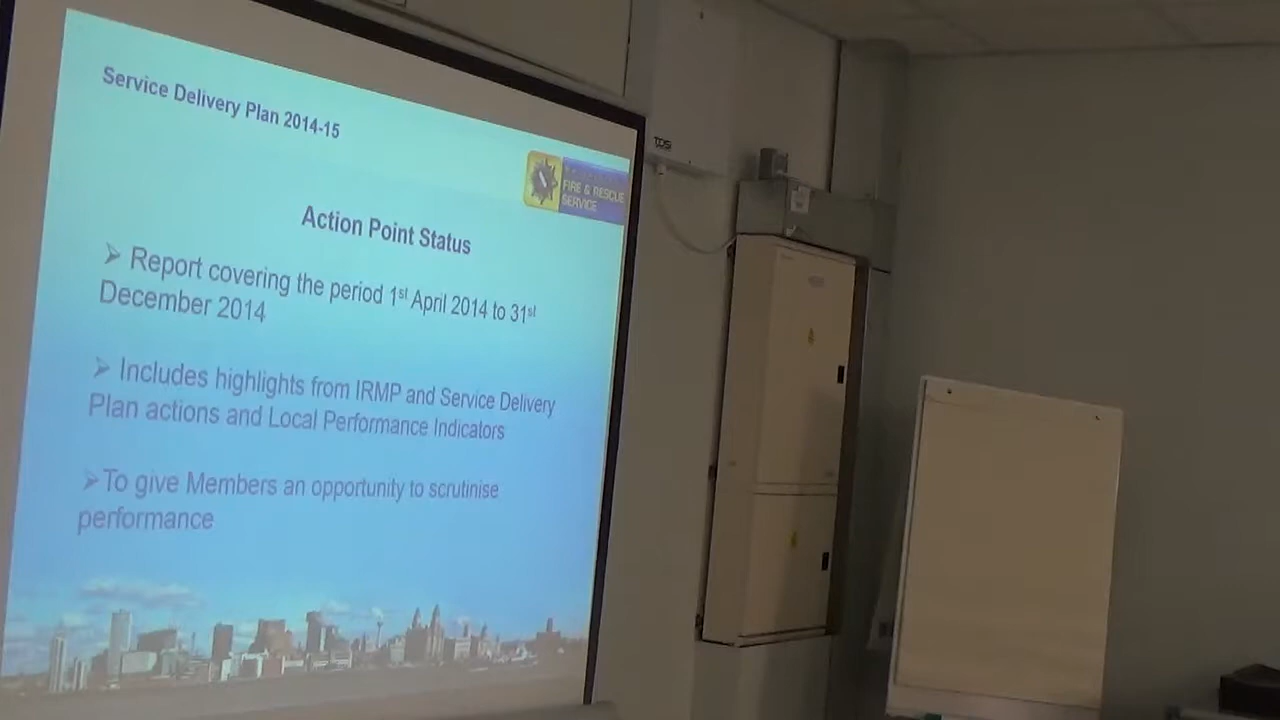 Service Delivery Plan 2014-15
FIRE & RESCUE
SERVICE
Action Point Status
➢ Report covering the period 1st April 2014 to 31st
December 2014
➢ Includes highlights from IRMP and Service Delivery
Plan actions and Local Performance Indicators
➢To give Members an opportunity to scrutinise
performance
TDSi